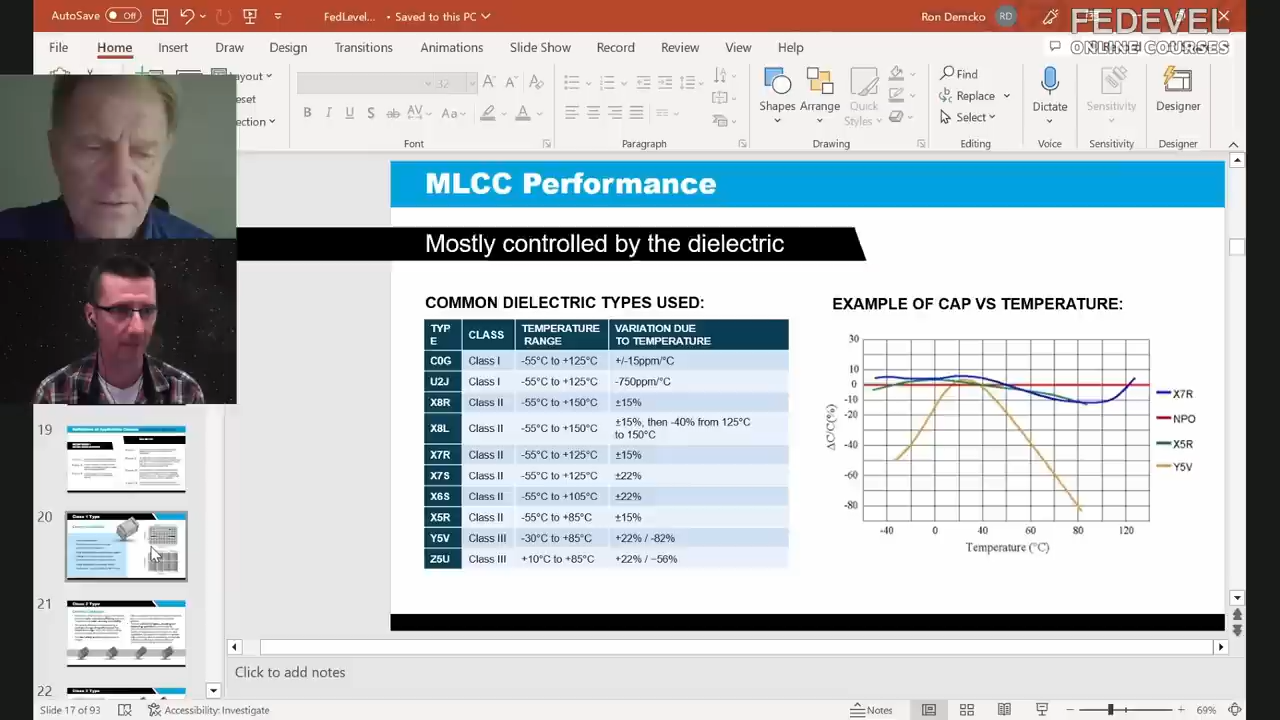 AutoSave Off FedLevel... • Saved to this PC Ron Demcko RD
FEDEVEL
ONLINE COURSES
File Home Insert Draw Design Transitions Animations Slide Show Record Review View Help
32
Shapes Arrange Quick Styles
Find
Replace
Select
Dictate
Sensitivity
Designer
Font Paragraph Drawing Editing Voice Sensitivity Designer
MLCC Performance
Mostly controlled by the dielectric
COMMON DIELECTRIC TYPES USED:
TYPE CLASS TEMPERATURE RANGE VARIATION DUE TO TEMPERATURE
C0G Class I -55°C to +125°C +/-15ppm/°C
U2J Class I -55°C to +125°C -750ppm/°C
X8R Class II -55°C to +150°C ±15%
X8L Class II -55°C to +150°C ±15%, then -40% from 125°C to 150°C
X7R Class II -55°C to +125°C ±15%
X7S Class II -55°C to +125°C ±22%
X6S Class II -55°C to +105°C ±22%
X5R Class II to +85°C ±15%
Y5V Class III -30°C to +85°C +22% / -82%
Z5U Class III to +85°C +22% / -56%
EXAMPLE OF CAP VS TEMPERATURE:
30
10
0
-10
-20
-40
-60
-80
ΔC/C(%)
-40 0 40 60 80 120
Temperature (°C)
X7R
NPO
X5R
Y5V
19
20
Class 1 Type
21
Class 2 Type
22
Click to add notes
Slide 17 of 93 Accessibility: Investigate Notes 69%